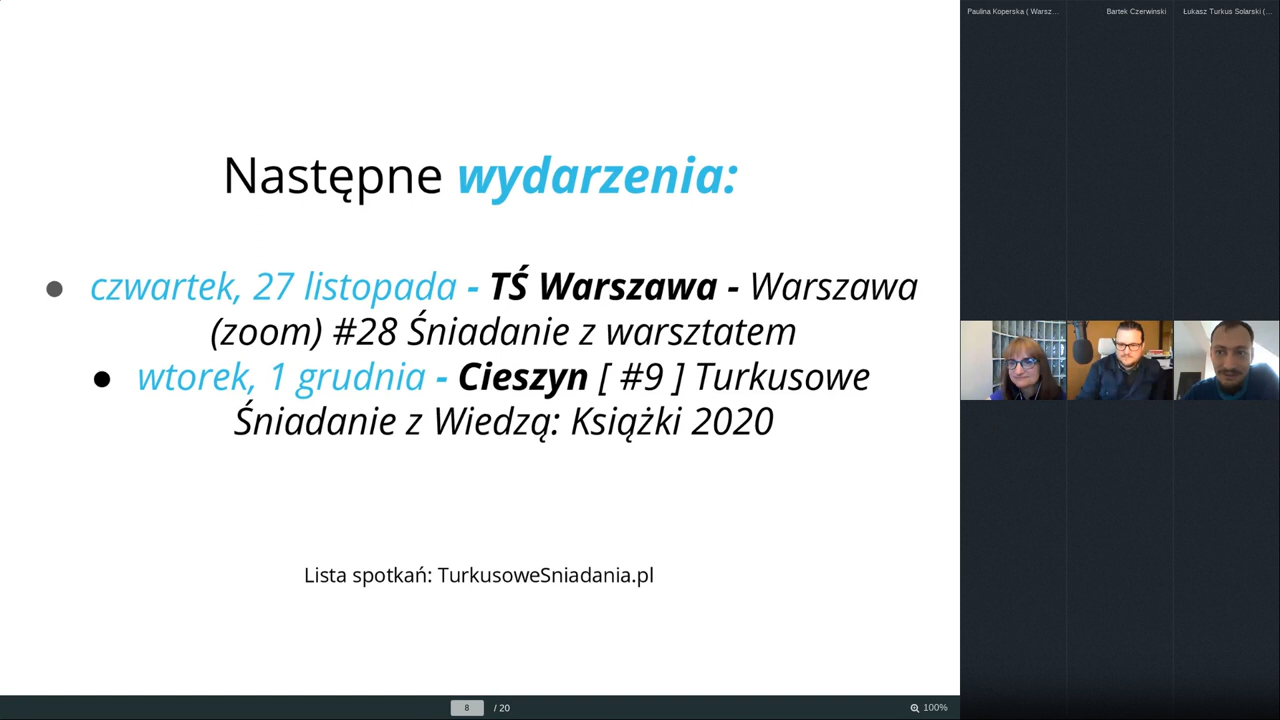 Następne wydarzenia:
● czwartek, 27 listopada - TŚ Warszawa - Warszawa
(zoom) #28 Śniadanie z warsztatem
● wtorek, 1 grudnia - Cieszyn [ #9 ] Turkusowe
Śniadanie z Wiedzą: Książki 2020
Lista spotkań: TurkusoweSniadania.pl
8 / 20
100%
Paulina Koperska ( Warsz...
Bartek Czerwinski
Łukasz Turkus Solarski (...